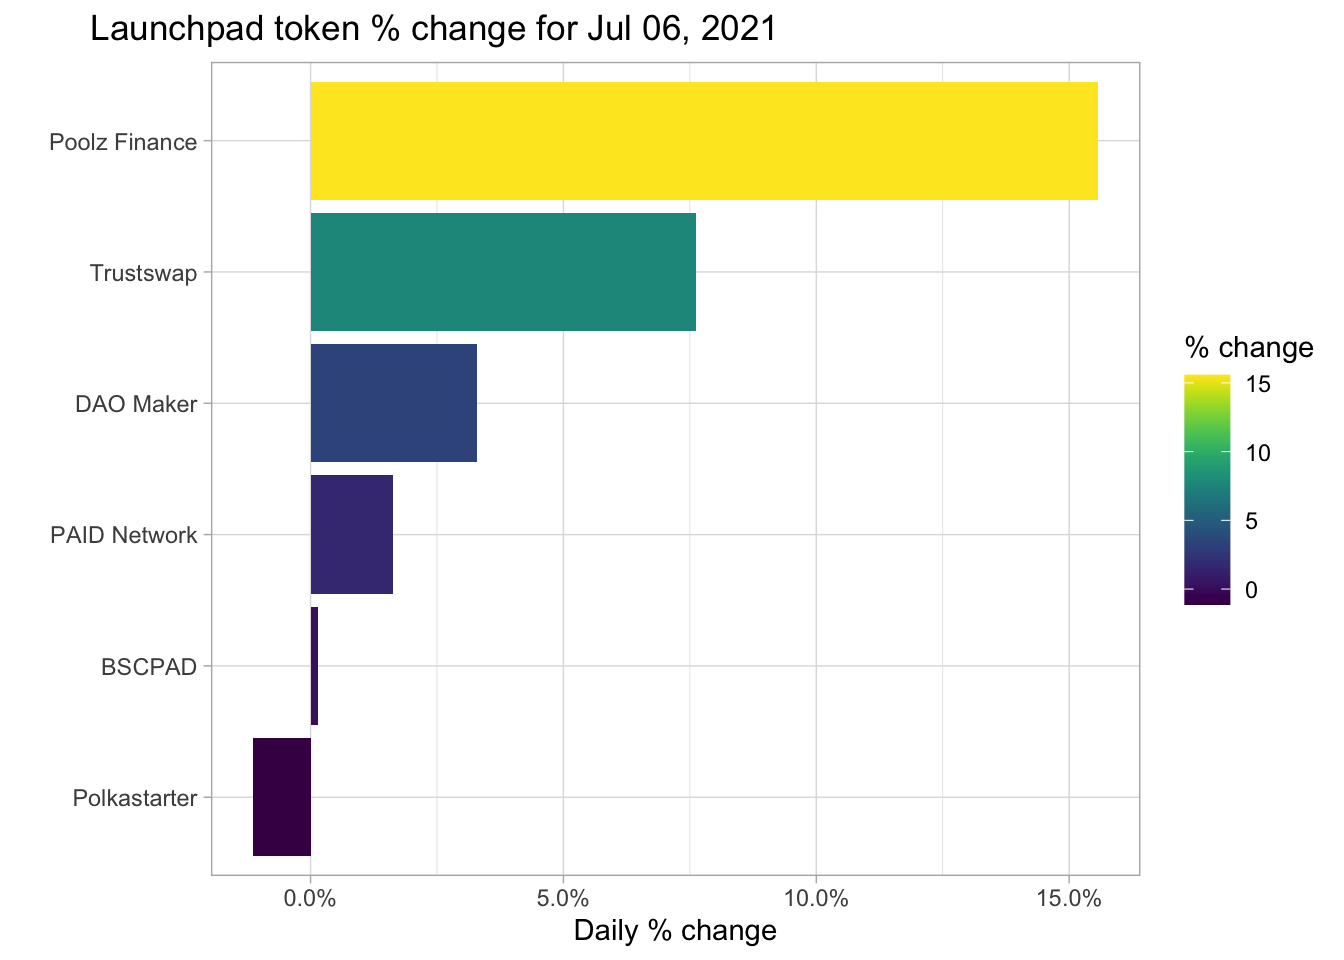 Launchpad token % change for Jul 06, 2021
Poolz Finance
Trustswap
DAO Maker
PAID Network
BSCPAD
Polkastarter
0.0%
5.0%
10.0%
15.0%
Daily % change
% change
15
10
5
0